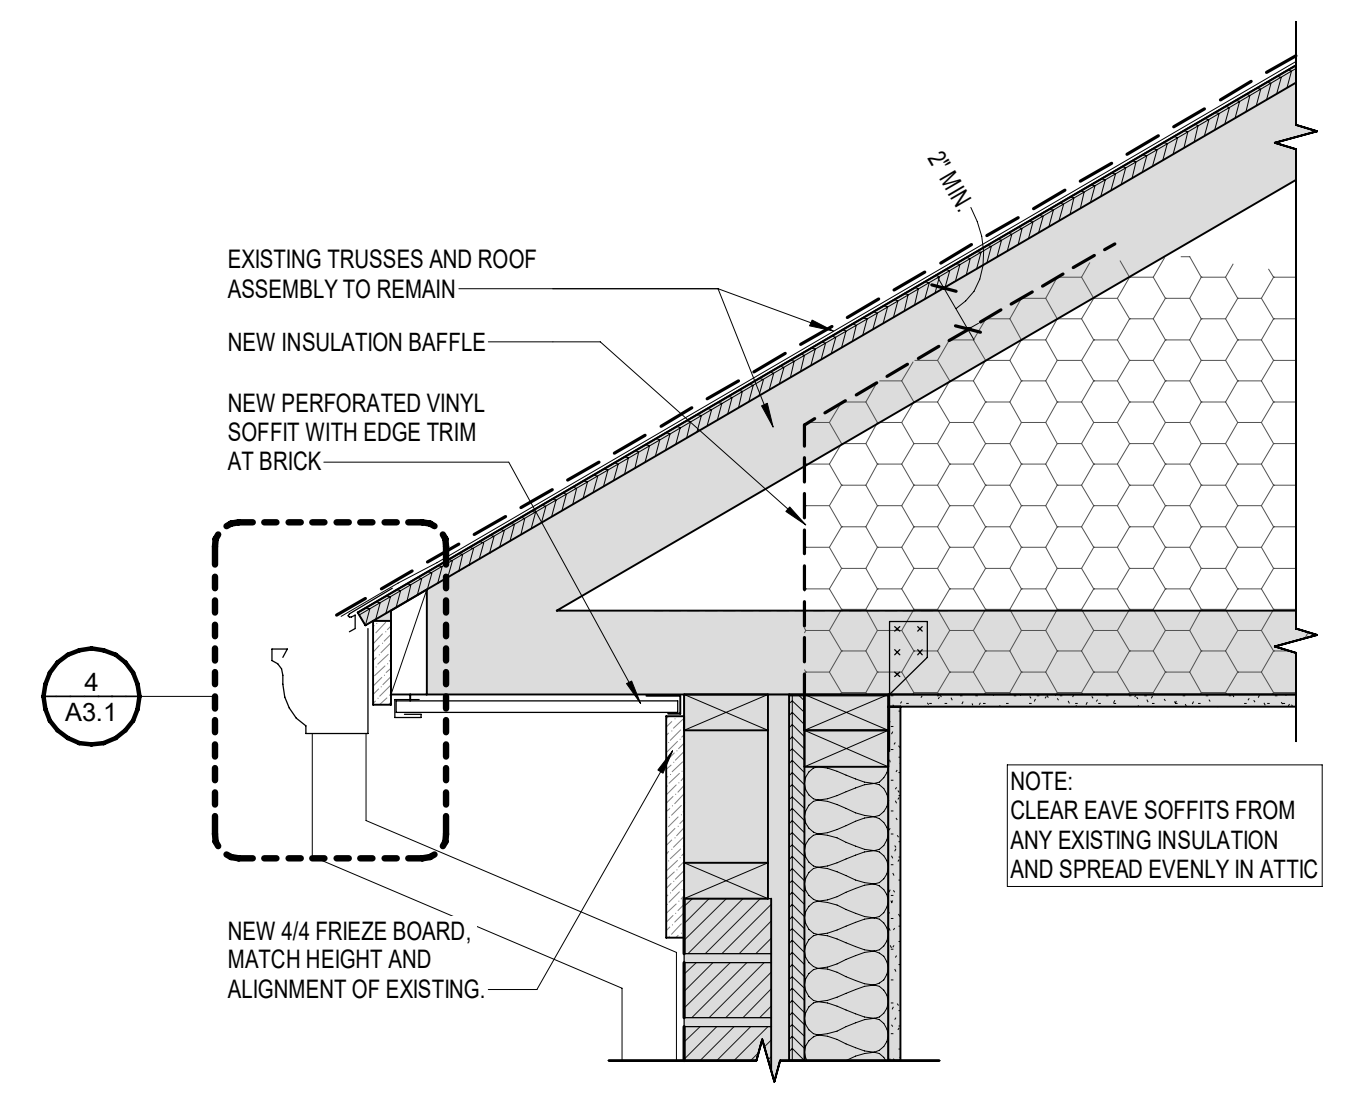 2" MIN.
EXISTING TRUSSES AND ROOF
ASSEMBLY TO REMAIN
NEW INSULATION BAFFLE
NEW PERFORATED VINYL
SOFFIT WITH EDGE TRIM
AT BRICK
4
A3.1
NOTE:
CLEAR EAVE SOFFITS FROM
ANY EXISTING INSULATION
AND SPREAD EVENLY IN ATTIC
NEW 4/4 FRIEZE BOARD,
MATCH HEIGHT AND
ALIGNMENT OF EXISTING.